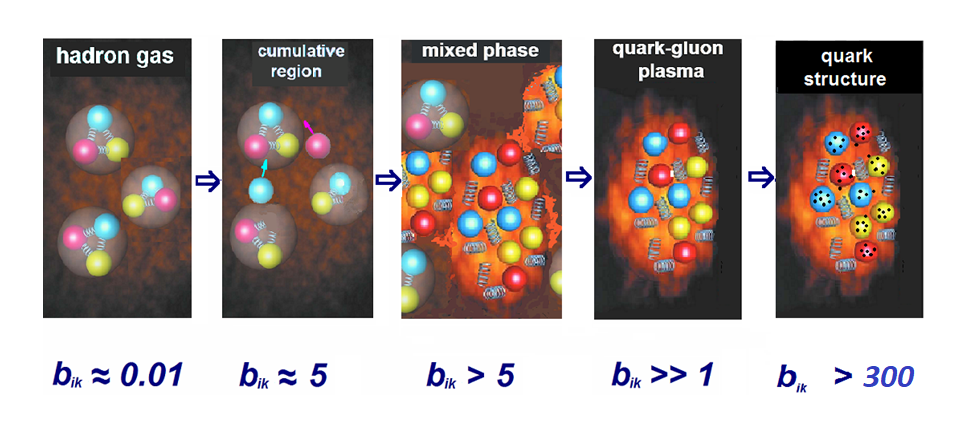 hadron gas
cumulative
region
mixed phase
quark-gluon
plasma
quark
structure
bik ≈ 0.01
bik ≈ 5
bik > 5
bik >> 1
bik > 300